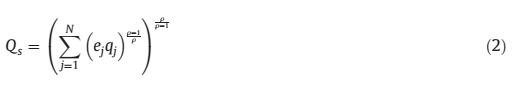 $Q_s = \left( \sum_{j=1}^{N} \left( e_j q_j \right)^{\frac{\rho-1}{\rho}} \right)^{\frac{\rho}{\rho-1}}$ (2)